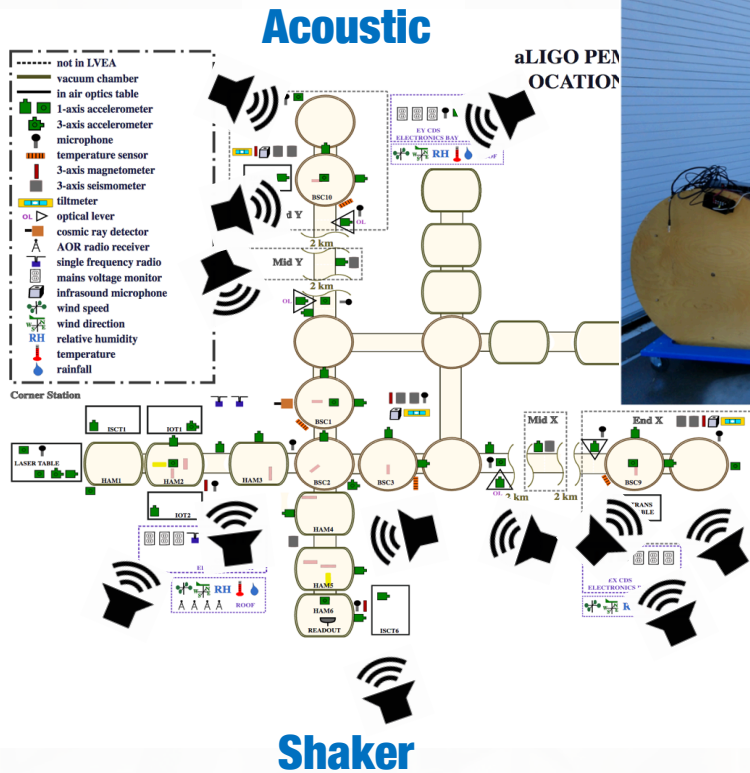 Acoustic
aLIGO PEM
OCATION
not in LVEA
vacuum chamber
in air optics table
1-axis accelerometer
3-axis accelerometer
microphone
temperature sensor
3-axis magnetometer
3-axis seismometer
tiltmeter
OL optical lever
cosmic ray detector
AOR radio receiver
single frequency radio
mains voltage monitor
infrasound microphone
wind speed
wind direction
RH relative humidity
temperature
rainfall
EY CDS
ELECTRONICS BAY
RH
BSC10
d Y
OL
2 km
Mid Y
2 km
OL
Corner Station
ISCT1
IOT1
BSC1
Mid X
End X
LASER TABLE
HAM1
HAM2
HAM3
BSC2
BSC3
OL
2 km
2 km
BSC9
IOT2
HAM4
TRANS
BLE
HAM5
EX CDS
ELECTRONICS
RH
ROOF
HAM6
READOUT
ISCT6
Shaker